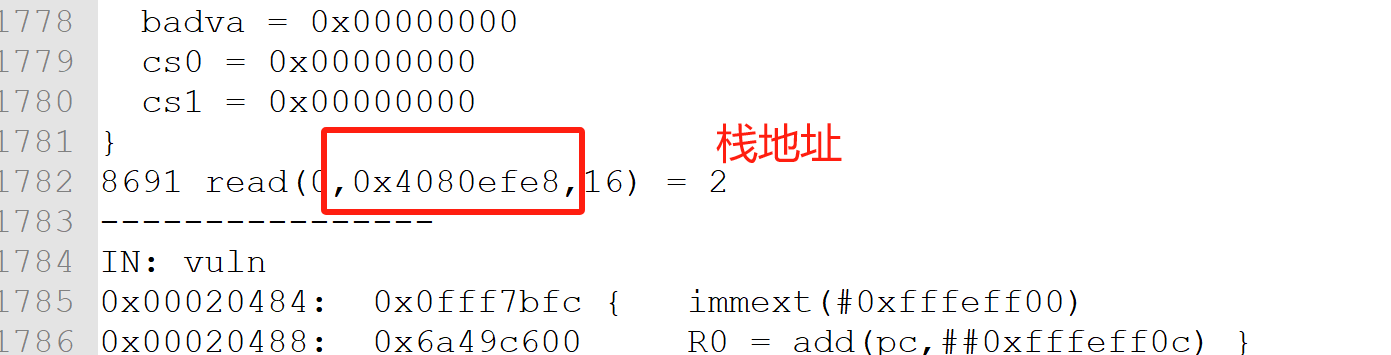 1778 badva = 0x00000000
1779 cs0 = 0x00000000
1780 cs1 = 0x00000000
1781 }
栈地址
1782 8691 read(0,0x4080efe8,16) = 2
1783 ----------------
1784 IN: vuln
1785 0x00020484: 0x0fff7bfc { immext(#0xfffeff00)
1786 0x00020488: 0x6a49c600 R0 = add(pc,##0xfffeff0c) }